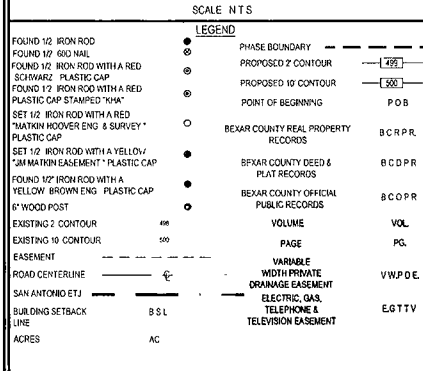 SCALE NTS
LEGEND
FOUND 1/2 IRON ROD
FOUND 1/2 60D NAIL
FOUND 1/2 IRON ROD WITH A RED
SCHWARZ PLASTIC CAP
FOUND 1/2 IRON ROD WITH A RED
PLASTIC CAP STAMPED "KHA"
SET 1/2 IRON ROD WITH A RED
"MATKIN HOOVER ENG & SURVEY"
PLASTIC CAP
SET 1/2 IRON ROD WITH A YELLOW
"JM MATKIN EASEMENT" PLASTIC CAP
FOUND 1/2" IRON ROD WITH A
YELLOW BROWN ENG PLASTIC CAP
6" WOOD POST
EXISTING 2 CONTOUR 498
EXISTING 10 CONTOUR 500
EASEMENT
ROAD CENTERLINE ℄
SAN ANTONIO ETJ
BUILDING SETBACK BSL
LINE
ACRES AC
PHASE BOUNDARY
PROPOSED 2' CONTOUR 499
PROPOSED 10' CONTOUR 500
POINT OF BEGINNING POB
BEXAR COUNTY REAL PROPERTY
RECORDS BCRPR.
BEXAR COUNTY DEED &
PLAT RECORDS BCDPR
BEXAR COUNTY OFFICIAL
PUBLIC RECORDS BCOPR
VOLUME VOL.
PAGE PG.
VARIABLE
WIDTH PRIVATE
DRAINAGE EASEMENT VW.P.D.E.
ELECTRIC, GAS,
TELEPHONE &
TELEVISION EASEMENT E.GTTV